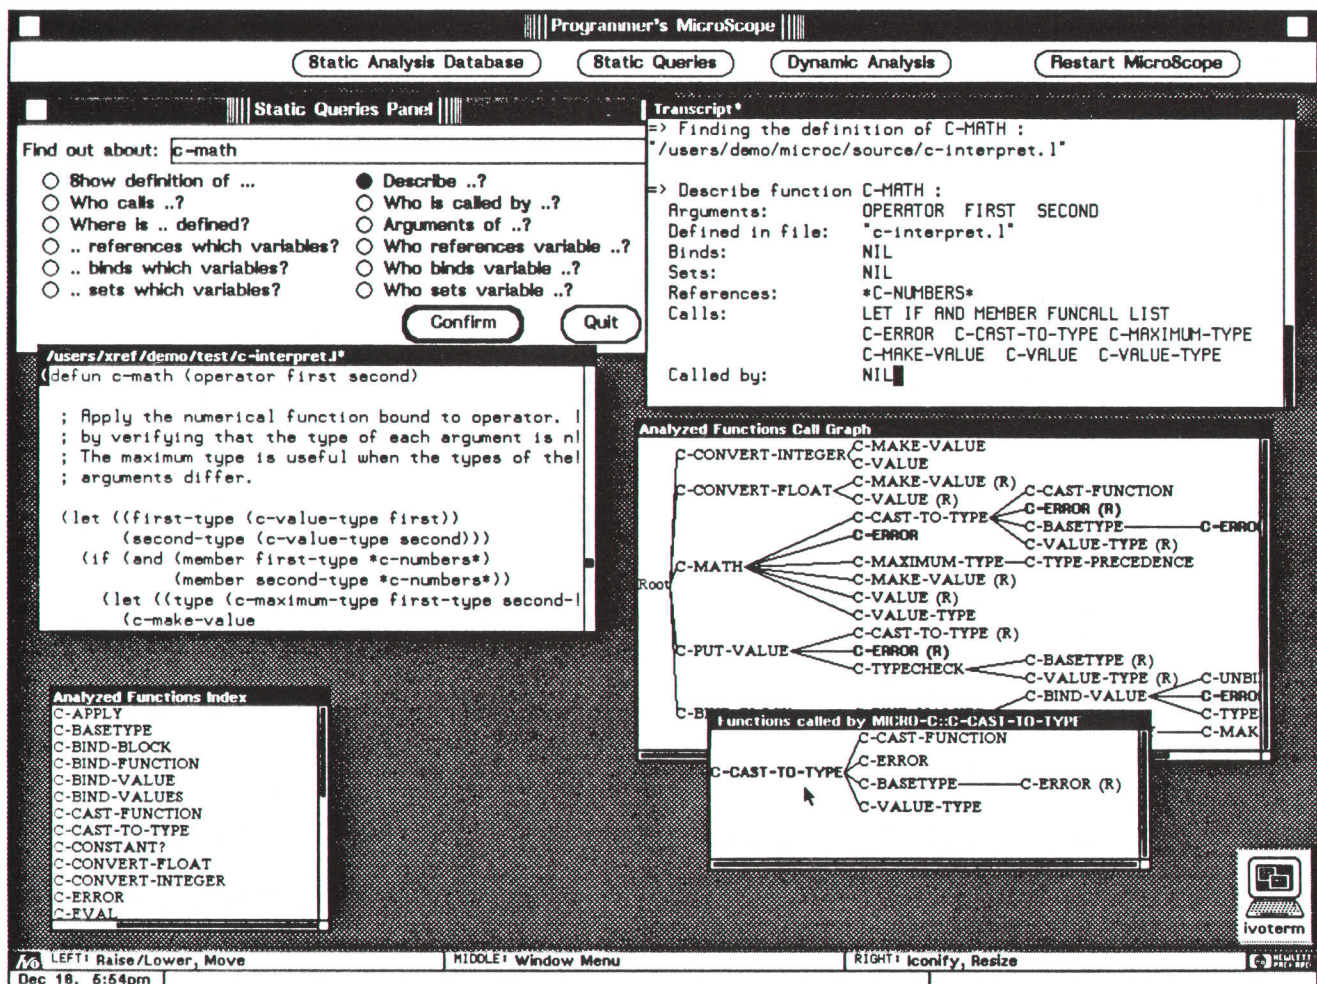 Programmer's MicroScope
Static Analysis Database
Static Queries
Dynamic Analysis
Restart MicroScope
Static Queries Panel
Find out about: c-math
Show definition of ...
Describe ..?
Who calls ..?
Who is called by ..?
Where is .. defined?
Arguments of ..?
.. references which variables?
Who references variable ..?
.. binds which variables?
Who binds variable ..?
.. sets which variables?
Who sets variable ..?
Confirm
Quit
Transcript*
=> Finding the definition of C-MATH :
"/users/demo/microc/source/c-interpret.l"
=> Describe function C-MATH :
Arguments: OPERATOR FIRST SECOND
Defined in file: "c-interpret.l"
Binds: NIL
Sets: NIL
References: *C-NUMBERS*
Calls: LET IF AND MEMBER FUNCALL LIST
C-ERROR C-CAST-TO-TYPE C-MAXIMUM-TYPE
C-MAKE-VALUE C-VALUE C-VALUE-TYPE
Called by: NIL
/users/xref/demo/test/c-interpret.l*
(defun c-math (operator first second)
; Apply the numerical function bound to operator. !
; by verifying that the type of each argument is n!
; The maximum type is useful when the types of the!
; arguments differ.
(let ((first-type (c-value-type first))
(second-type (c-value-type second)))
(if (and (member first-type *c-numbers*)
(member second-type *c-numbers*))
(let ((type (c-maximum-type first-type second-!
(c-make-value
Analyzed Functions Call Graph
C-MAKE-VALUE
C-CONVERT-INTEGER
C-VALUE
C-MAKE-VALUE (R)
C-CONVERT-FLOAT
C-CAST-FUNCTION
C-VALUE (R)
C-ERROR (R)
C-CAST-TO-TYPE
C-BASETYPE
C-ERRO
C-ERROR
C-VALUE-TYPE (R)
C-MATH
C-MAXIMUM-TYPE
C-TYPE-PRECEDENCE
C-MAKE-VALUE (R)
Root
C-VALUE (R)
C-VALUE-TYPE
C-CAST-TO-TYPE (R)
C-PUT-VALUE
C-ERROR (R)
C-BASETYPE (R)
C-TYPECHECK
C-VALUE-TYPE (R)
C-UNBI
C-BIND-VALUE
C-ERRO
C-TYPE
C-MAK
Functions called by MICRO-C::C-CAST-TO-TYPE
C-CAST-FUNCTION
C-ERROR
C-CAST-TO-TYPE
C-BASETYPE
C-ERROR (R)
C-VALUE-TYPE
Analyzed Functions Index
C-APPLY
C-BASETYPE
C-BIND-BLOCK
C-BIND-FUNCTION
C-BIND-VALUE
C-BIND-VALUES
C-CAST-FUNCTION
C-CAST-TO-TYPE
C-CONSTANT?
C-CONVERT-FLOAT
C-CONVERT-INTEGER
C-ERROR
C-EVAL
ivoterm
LEFT: Raise/Lower, Move
MIDDLE: Window Menu
RIGHT: Iconify, Resize
HEWLETT PACKARD
Dec 16, 5:54pm